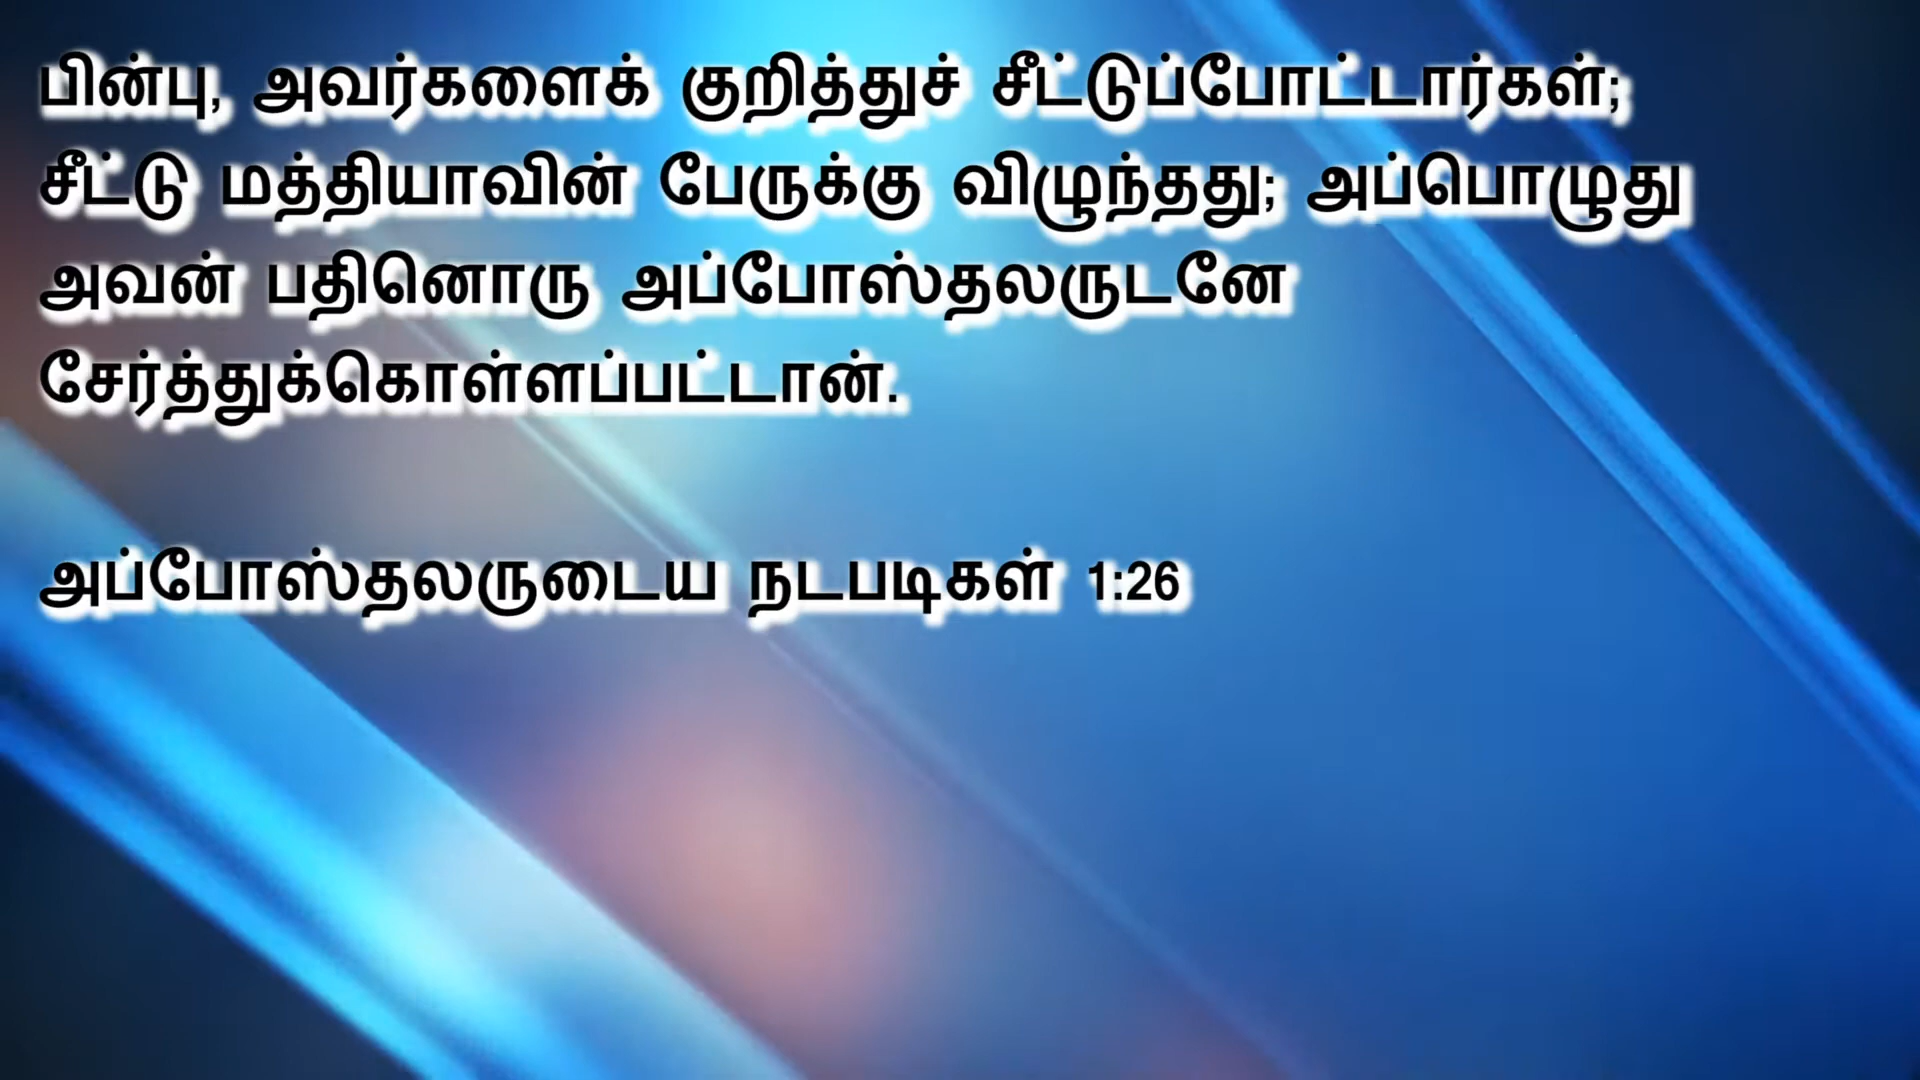 பின்பு, அவர்களைக் குறித்துச் சீட்டுப்போட்டார்கள்;
சீட்டு மத்தியாவின் பேருக்கு விழுந்தது; அப்பொழுது
அவன் பதினொரு அப்போஸ்தலருடனே
சேர்த்துக்கொள்ளப்பட்டான்.
அப்போஸ்தலருடைய நடபடிகள் 1:26